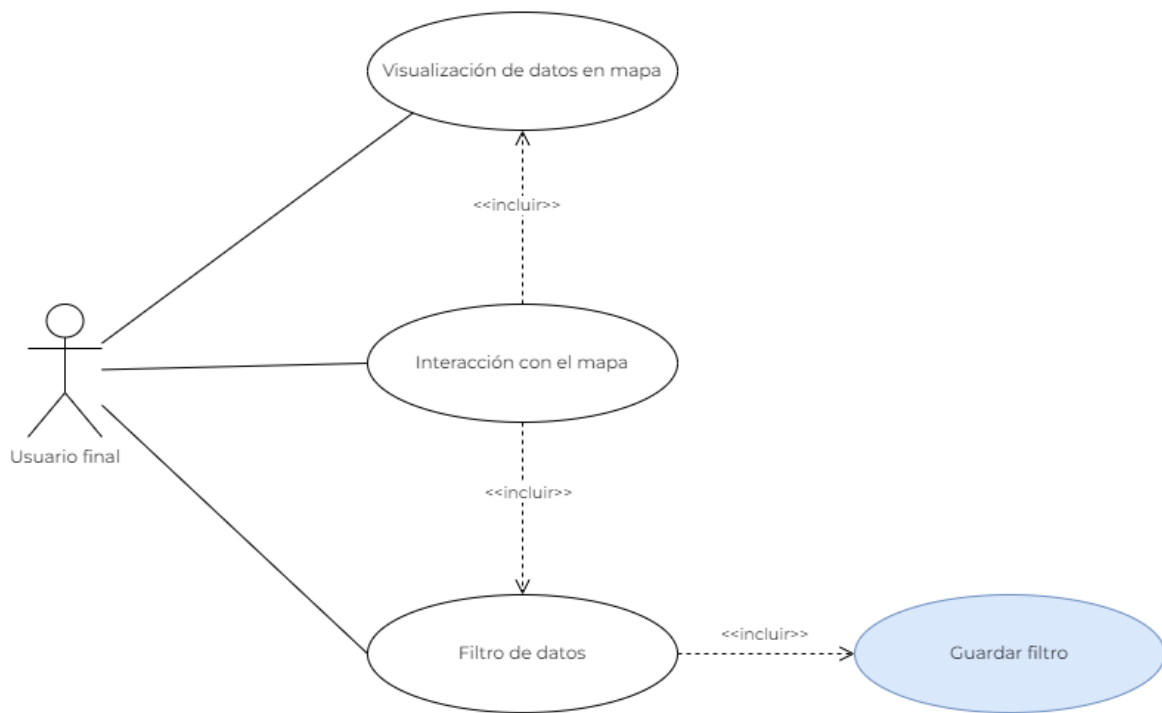 Visualización de datos en mapa
<<incluir>>
Interacción con el mapa
Usuario final
<<incluir>>
Filtro de datos
<<incluir>>
Guardar filtro